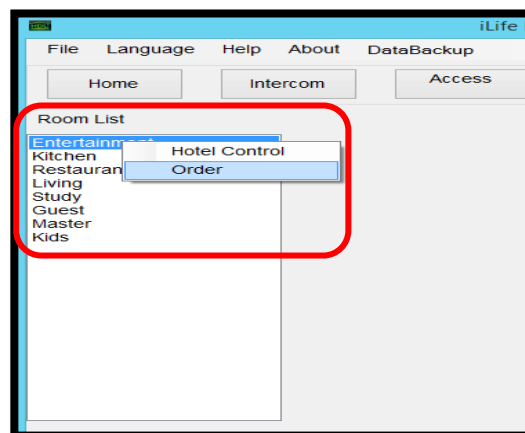 iLife
File Language Help About DataBackup
Home Intercom Access
Room List
Hotel Control
Order
Kitchen
Living
Study
Guest
Master
Kids